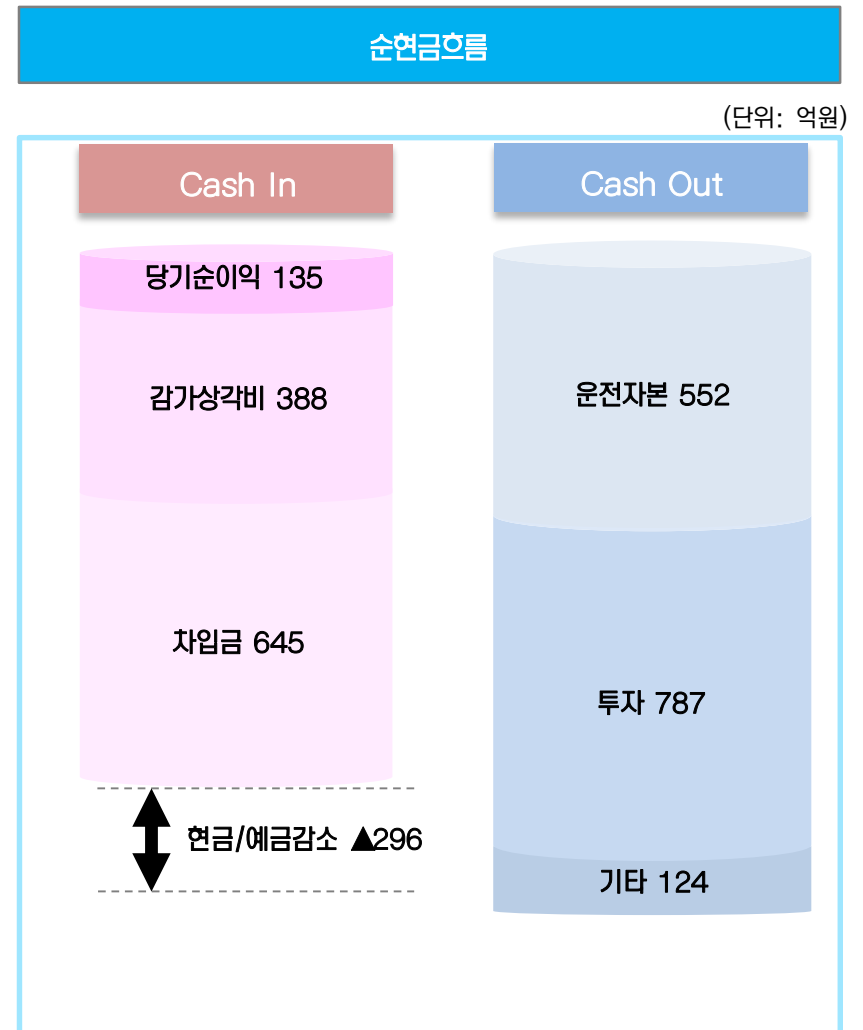 순현금흐름
(단위: 억원)
Cash In
Cash Out
당기순이익 135
감가상각비 388
차입금 645
현금/예금감소 ▲296
운전자본 552
투자 787
기타 124